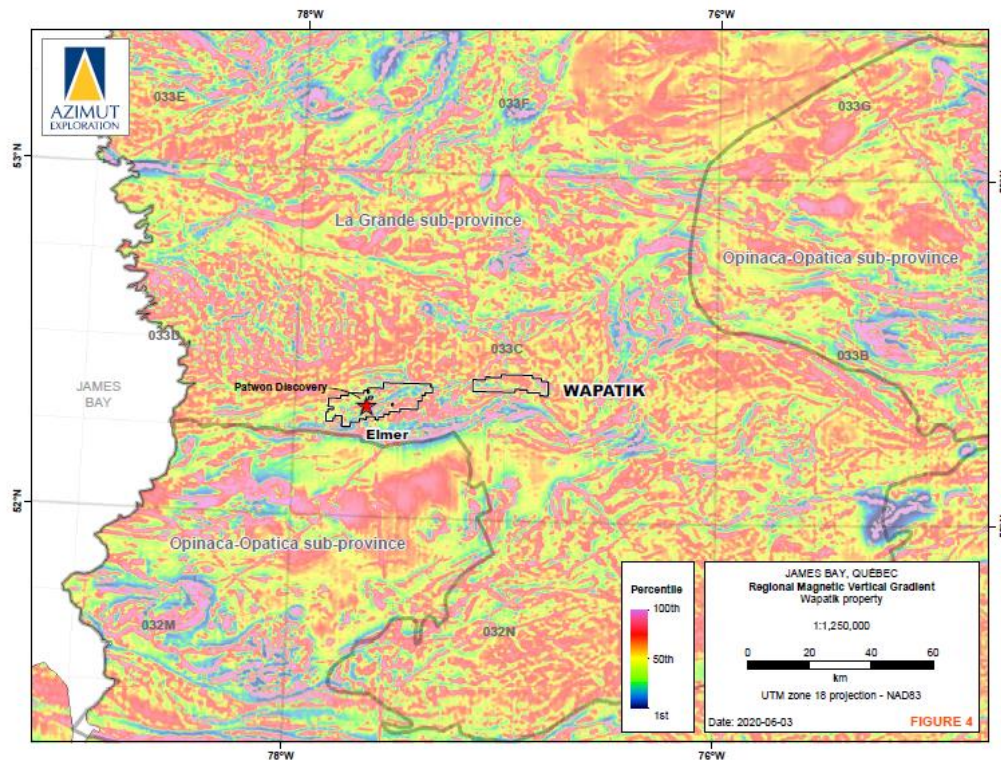 78°W
76°W
AZIMUT
EXPLORATION
033E
033F
033G
53°N
La Grande sub-province
Opinaca-Opatica sub-province
033D
033C
033B
JAMES
BAY
Patwon Discovery
WAPATIK
Elmer
52°N
Opinaca-Opatica sub-province
032M
032N
Percentile
100th
50th
1st
JAMES BAY, QUÉBEC
Regional Magnetic Vertical Gradient
Wapatik property
1:1,250,000
0 20 40 60
km
UTM zone 18 projection - NAD83
Date: 2020-06-03
FIGURE 4
78°W
76°W